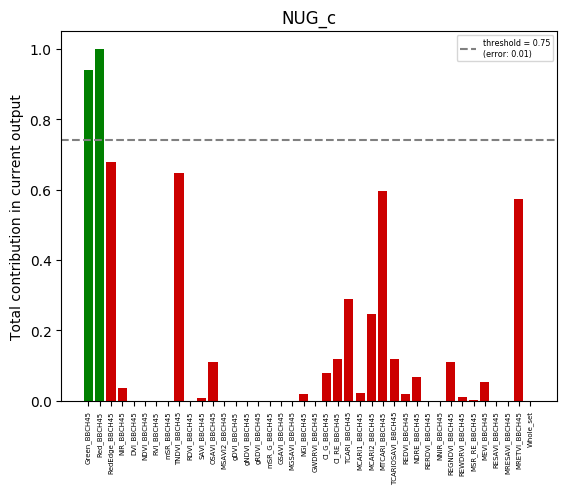 NUG_c
threshold = 0.75
(error: 0.01)
Total contribution in current output
1.0
0.8
0.6
0.4
0.2
0.0
Green_BBCH45
Red_BBCH45
RedEdge_BBCH45
NIR_BBCH45
DVI_BBCH45
NDVI_BBCH45
RVI_BBCH45
mSR_BBCH45
TNDVI_BBCH45
RDVI_BBCH45
SAVI_BBCH45
OSAVI_BBCH45
MSAVI2_BBCH45
gDVI_BBCH45
gNDVI_BBCH45
gRDVI_BBCH45
mSR_G_BBCH45
GSAVI_BBCH45
MGSAVI_BBCH45
NGI_BBCH45
GWDRVI_BBCH45
CI_G_BBCH45
CI_RE_BBCH45
TCARI_BBCH45
MCARI1_BBCH45
MCARI2_BBCH45
MTCARI_BBCH45
TCARIOSAVI_BBCH45
REDVI_BBCH45
NDRE_BBCH45
RERDVI_BBCH45
NNIR_BBCH45
REGNDVI_BBCH45
REWDRVI_BBCH45
MSR_RE_BBCH45
MEVI_BBCH45
RESAVI_BBCH45
MRESAVI_BBCH45
MRETVI_BBCH45
Whole_set